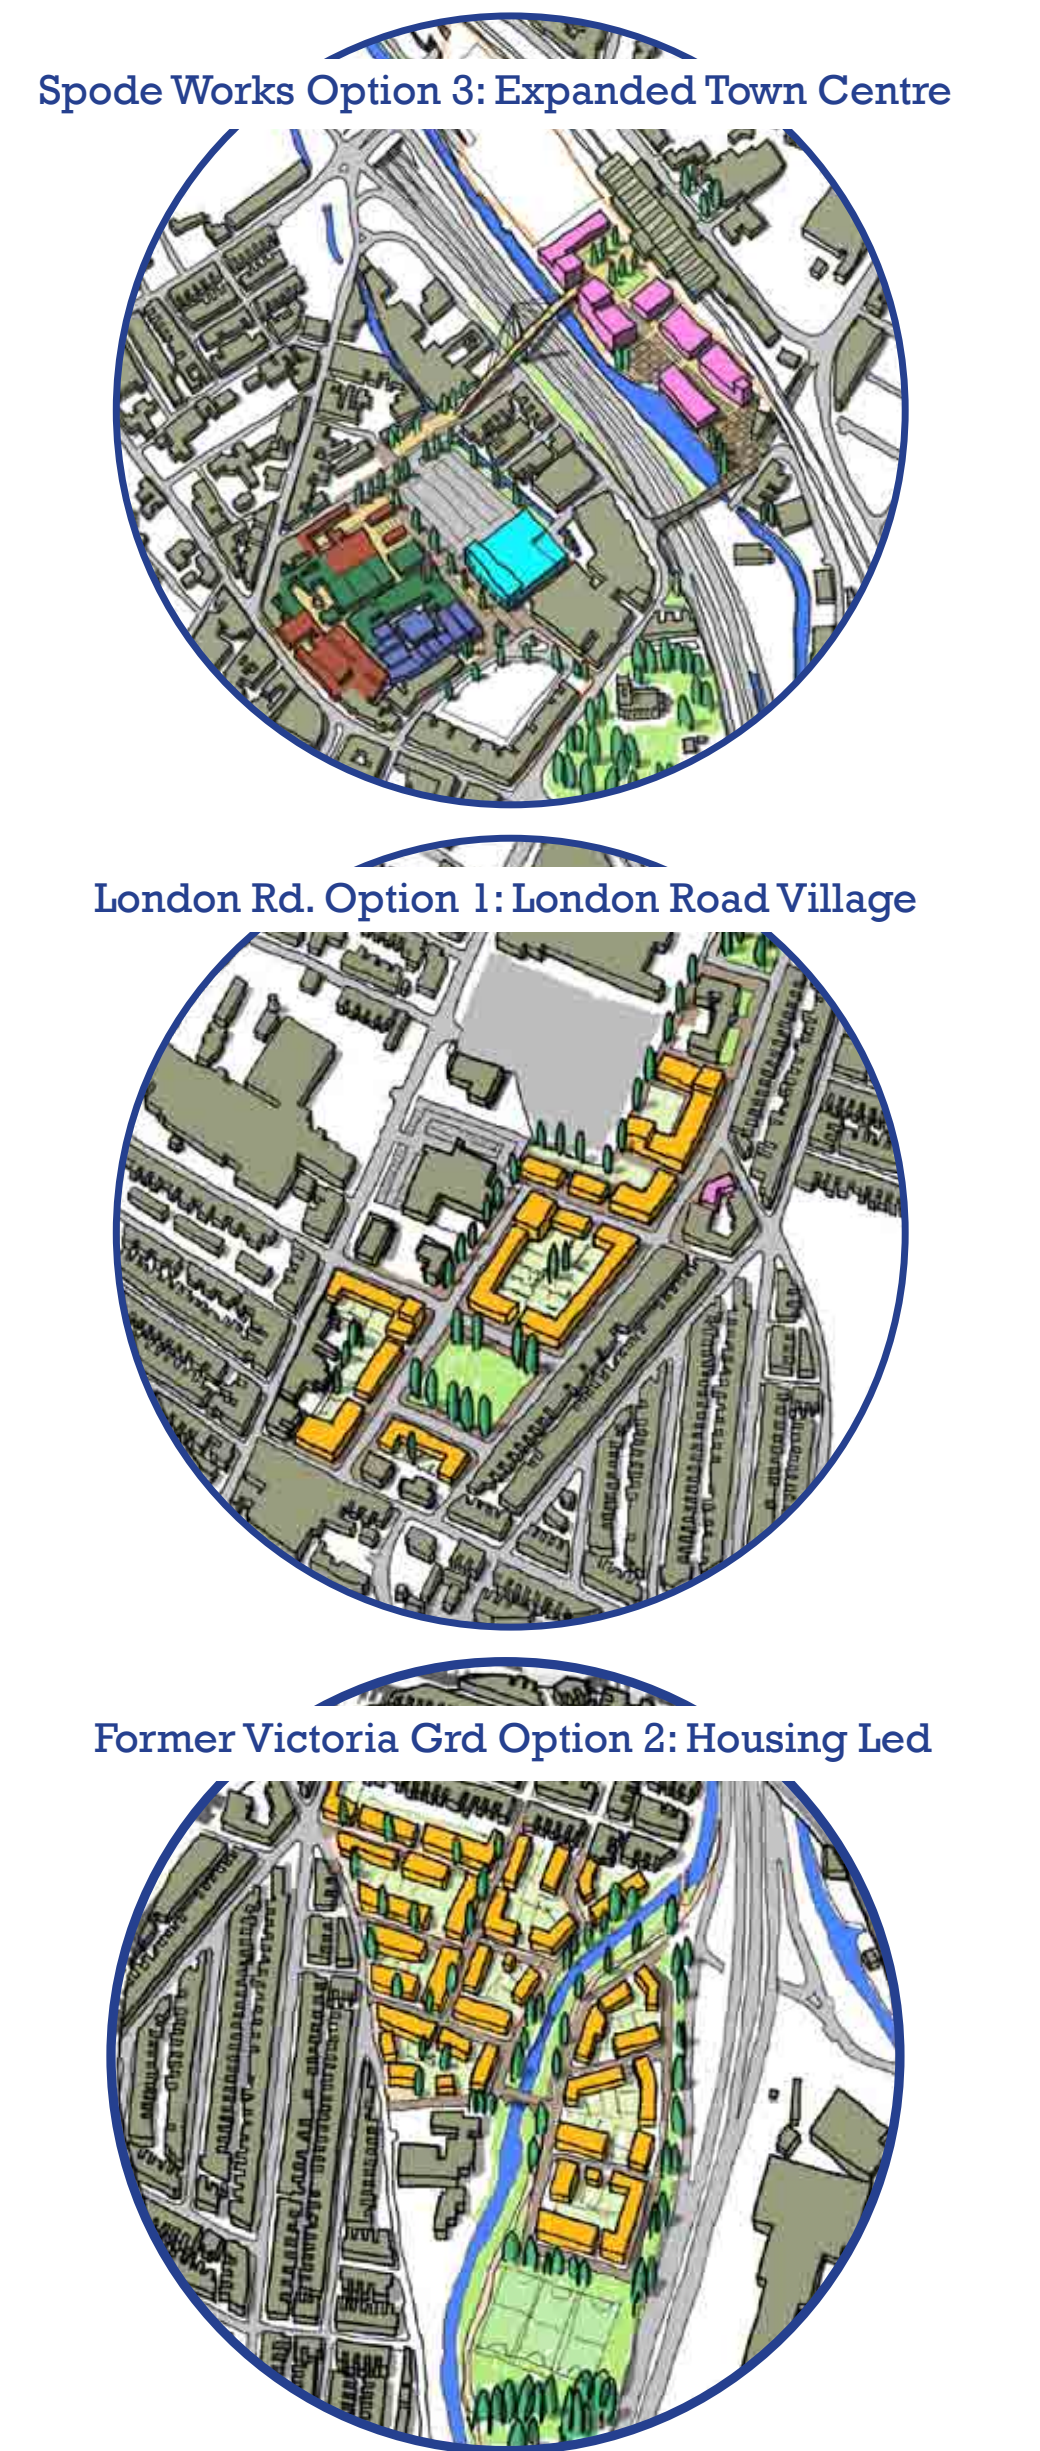 Spode Works Option 3: Expanded Town Centre
London Rd. Option 1: London Road Village
Former Victoria Grd Option 2: Housing Led